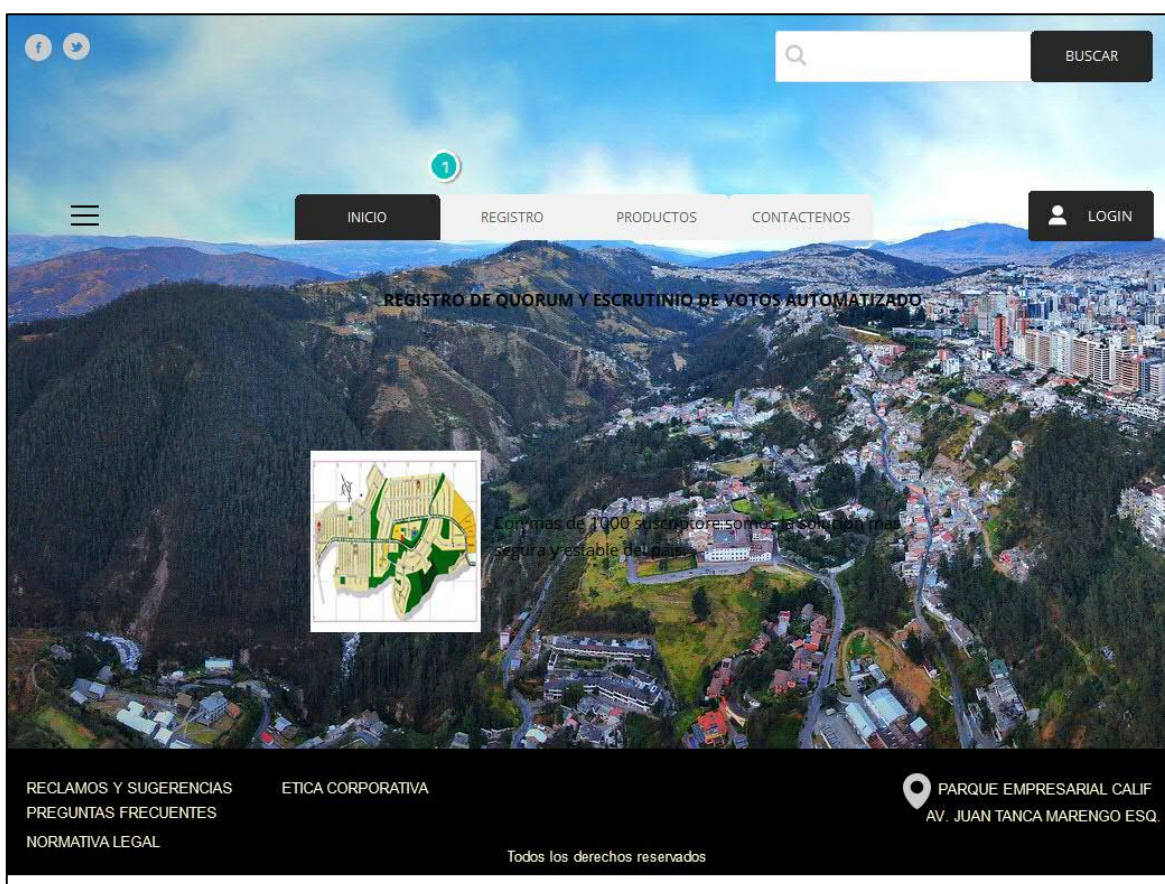 BUSCAR
1
INICIO
REGISTRO
PRODUCTOS
CONTACTENOS
LOGIN
REGISTRO DE QUORUM Y ESCRUTINIO DE VOTOS AUTOMATIZADO
Con mas de 1000 suscriptore somos la solucion mas
segura y estable del pais.
RECLAMOS Y SUGERENCIAS
ETICA CORPORATIVA
PARQUE EMPRESARIAL CALIF
PREGUNTAS FRECUENTES
AV. JUAN TANCA MARENGO ESQ.
NORMATIVA LEGAL
Todos los derechos reservados